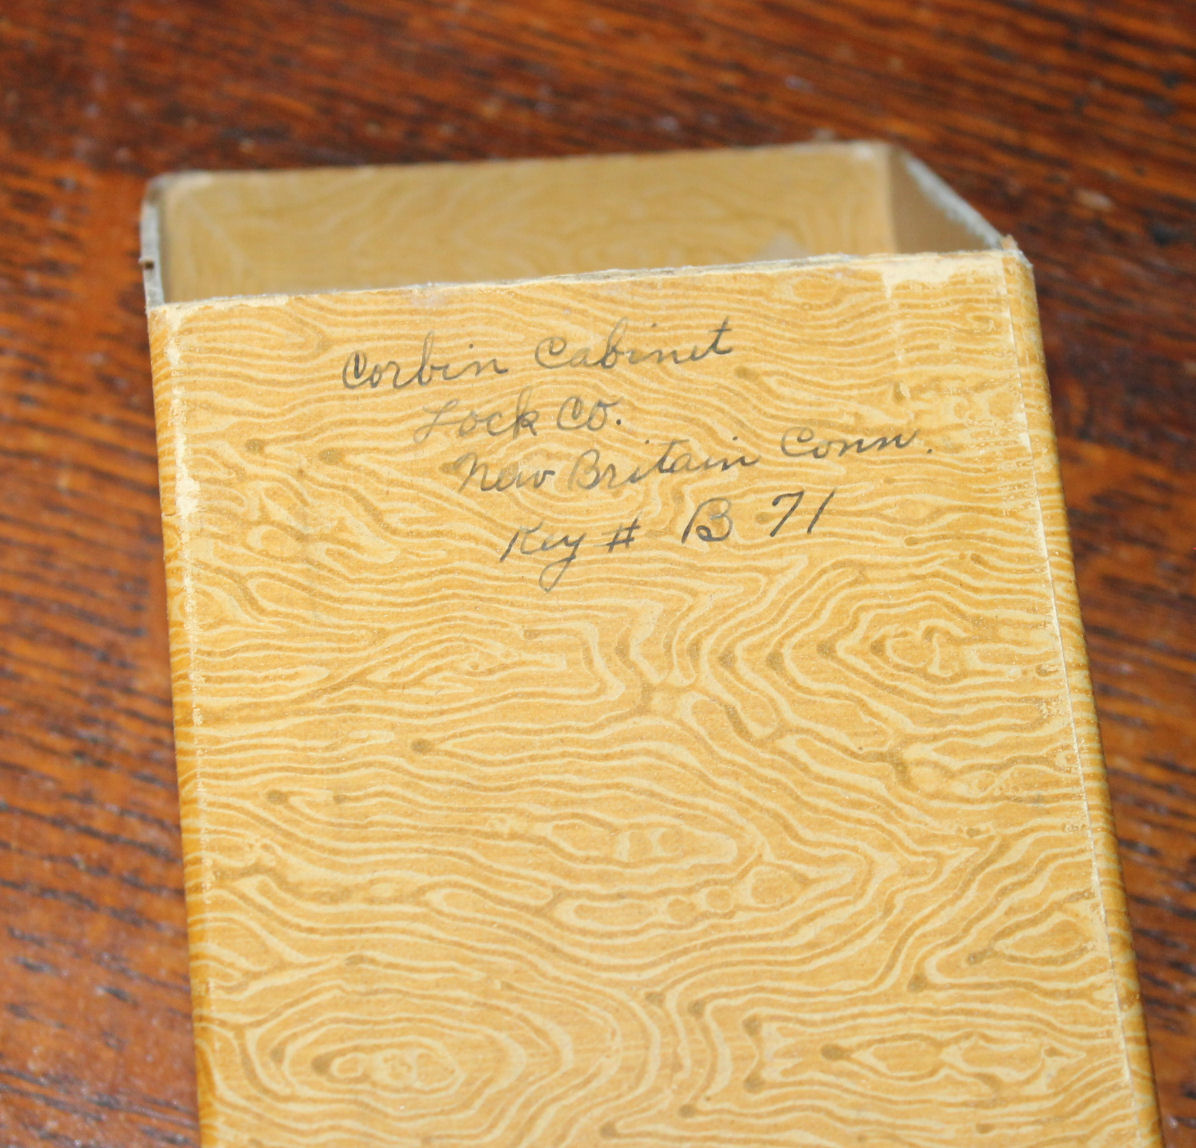 Corbin Cabinet
Lock Co.
New Britain Conn.
Key # B 71